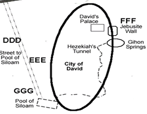 David's
Palace
FFF
Jebusite
Wall
DDD
Hezekiah's
Tunnel
Gihon
Springs
Street to
Pool of
Siloam
EEE
City of
David
GGG
Pool of
Siloam